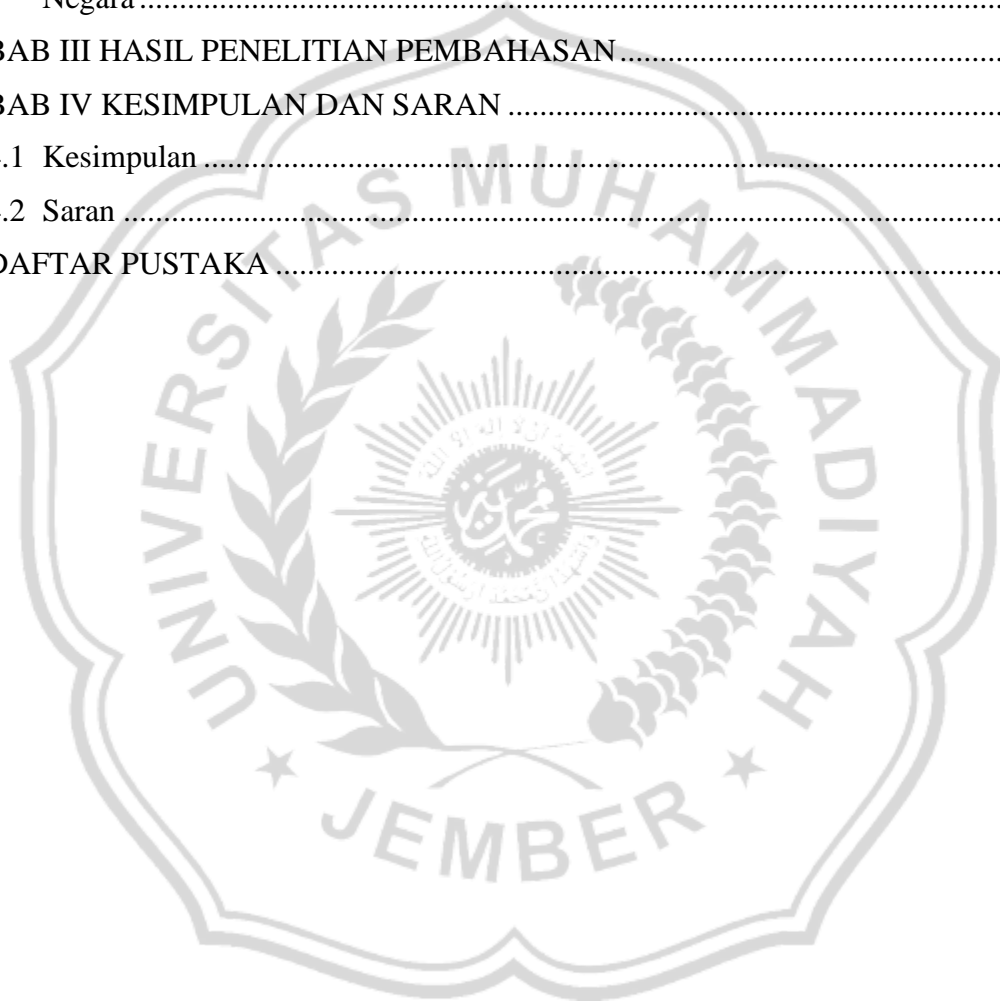 Negara
BAB III HASIL PENELITIAN PEMBAHASAN
BAB IV KESIMPULAN DAN SARAN
.1 Kesimpulan
.2 Saran
DAFTAR PUSTAKA
UNIVERSITAS MUHAMMADIYAH
JEMBER